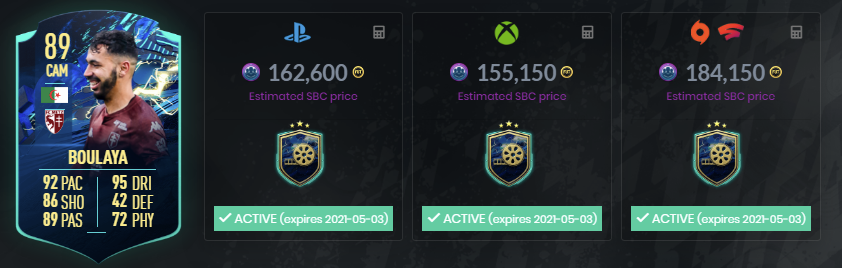 89
CAM
BOULAYA
92 PAC 95 DRI
86 SHO 42 DEF
89 PAS 72 PHY
162,600
Estimated SBC price
ACTIVE (expires 2021-05-03)
155,150
Estimated SBC price
ACTIVE (expires 2021-05-03)
184,150
Estimated SBC price
ACTIVE (expires 2021-05-03)